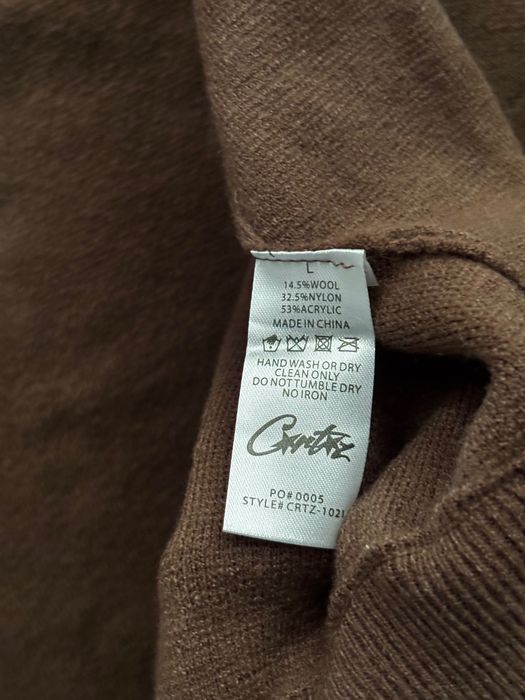 L
14.5%WOOL
32.5%NYLON
53%ACRYLIC
MADE IN CHINA
HAND WASH OR DRY
CLEAN ONLY
DO NOT TUMBLE DRY
NO IRON
Crtz
PO# 0005
STYLE# CRTZ-1021